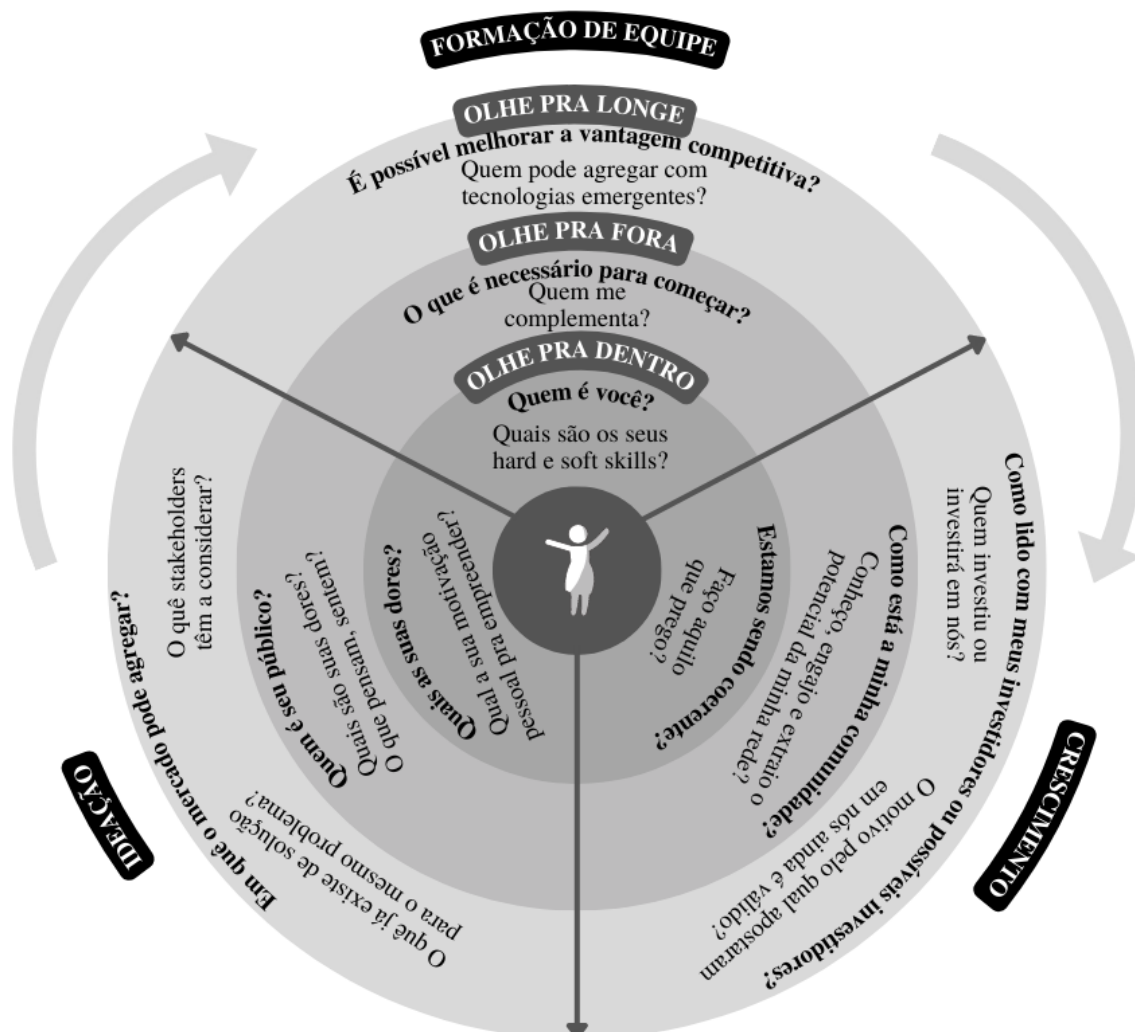 FORMAÇÃO DE EQUIPE
OLHE PRA LONGE
É possível melhorar a vantagem competitiva?
Quem pode agregar com
tecnologias emergentes?
OLHE PRA FORA
O que é necessário para começar?
Quem me
complementa?
OLHE PRA DENTRO
Quem é você?
Quais são os seus
hard e soft skills?
CRESCIMENTO
Como lido com meus investidores ou possíveis investidores?
Quem investiu ou
investirá em nós?
O motivo pelo qual apostaram
em nós ainda é válido?
Como está a minha comunidade?
Conheço, engajo e extraio o
potencial da minha rede?
Estamos sendo coerente?
Faço aquilo
que prego?
IDEAÇÃO
Em quê o mercado pode agregar?
O quê stakeholders
têm a considerar?
O quê já existe de solução
para o mesmo problema?
Quem é seu público?
Quais são suas dores?
O que pensam, sentem?
Quais as suas dores?
Qual a sua motivação
pessoal pra empreender?